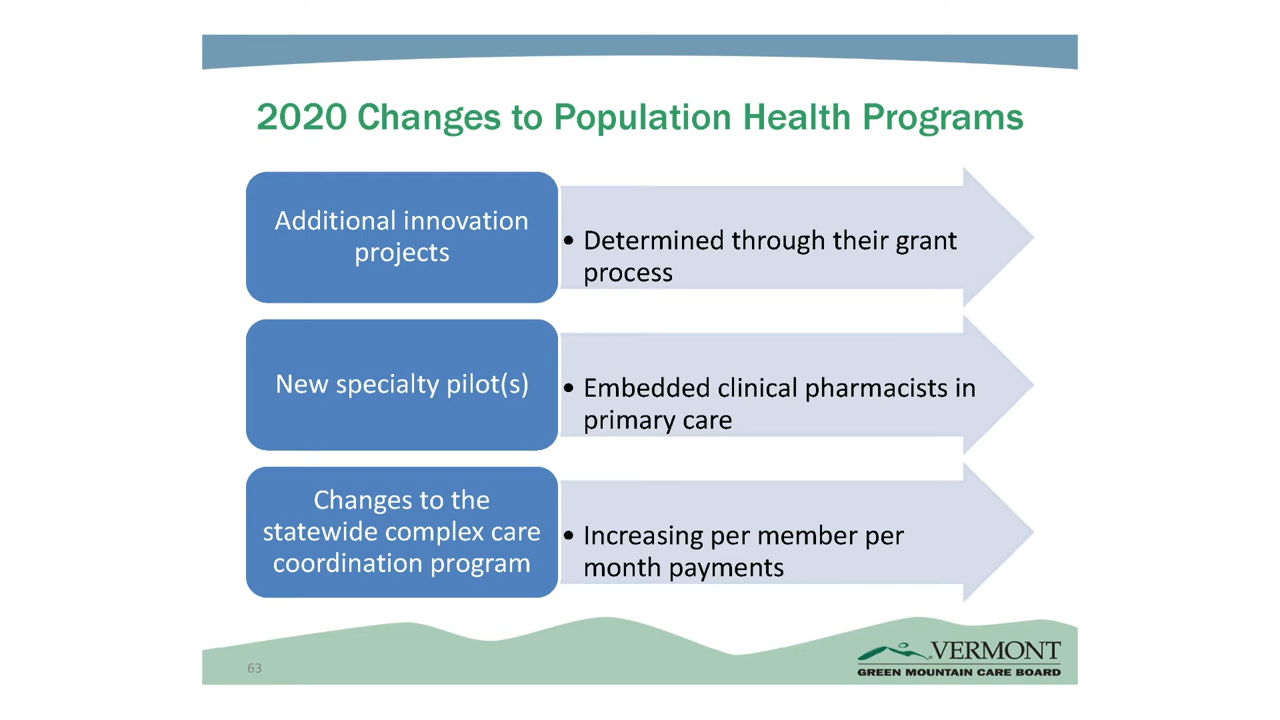 2020 Changes to Population Health Programs
Additional innovation
projects
• Determined through their grant
process
New specialty pilot(s)
• Embedded clinical pharmacists in
primary care
Changes to the
statewide complex care
coordination program
• Increasing per member per
month payments
63
VERMONT
GREEN MOUNTAIN CARE BOARD